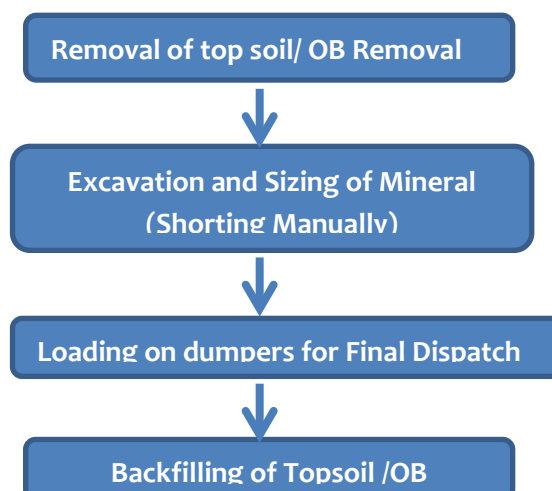 Removal of top soil/ OB Removal
Excavation and Sizing of Mineral
(Shorting Manually)
Loading on dumpers for Final Dispatch
Backfilling of Topsoil /OB